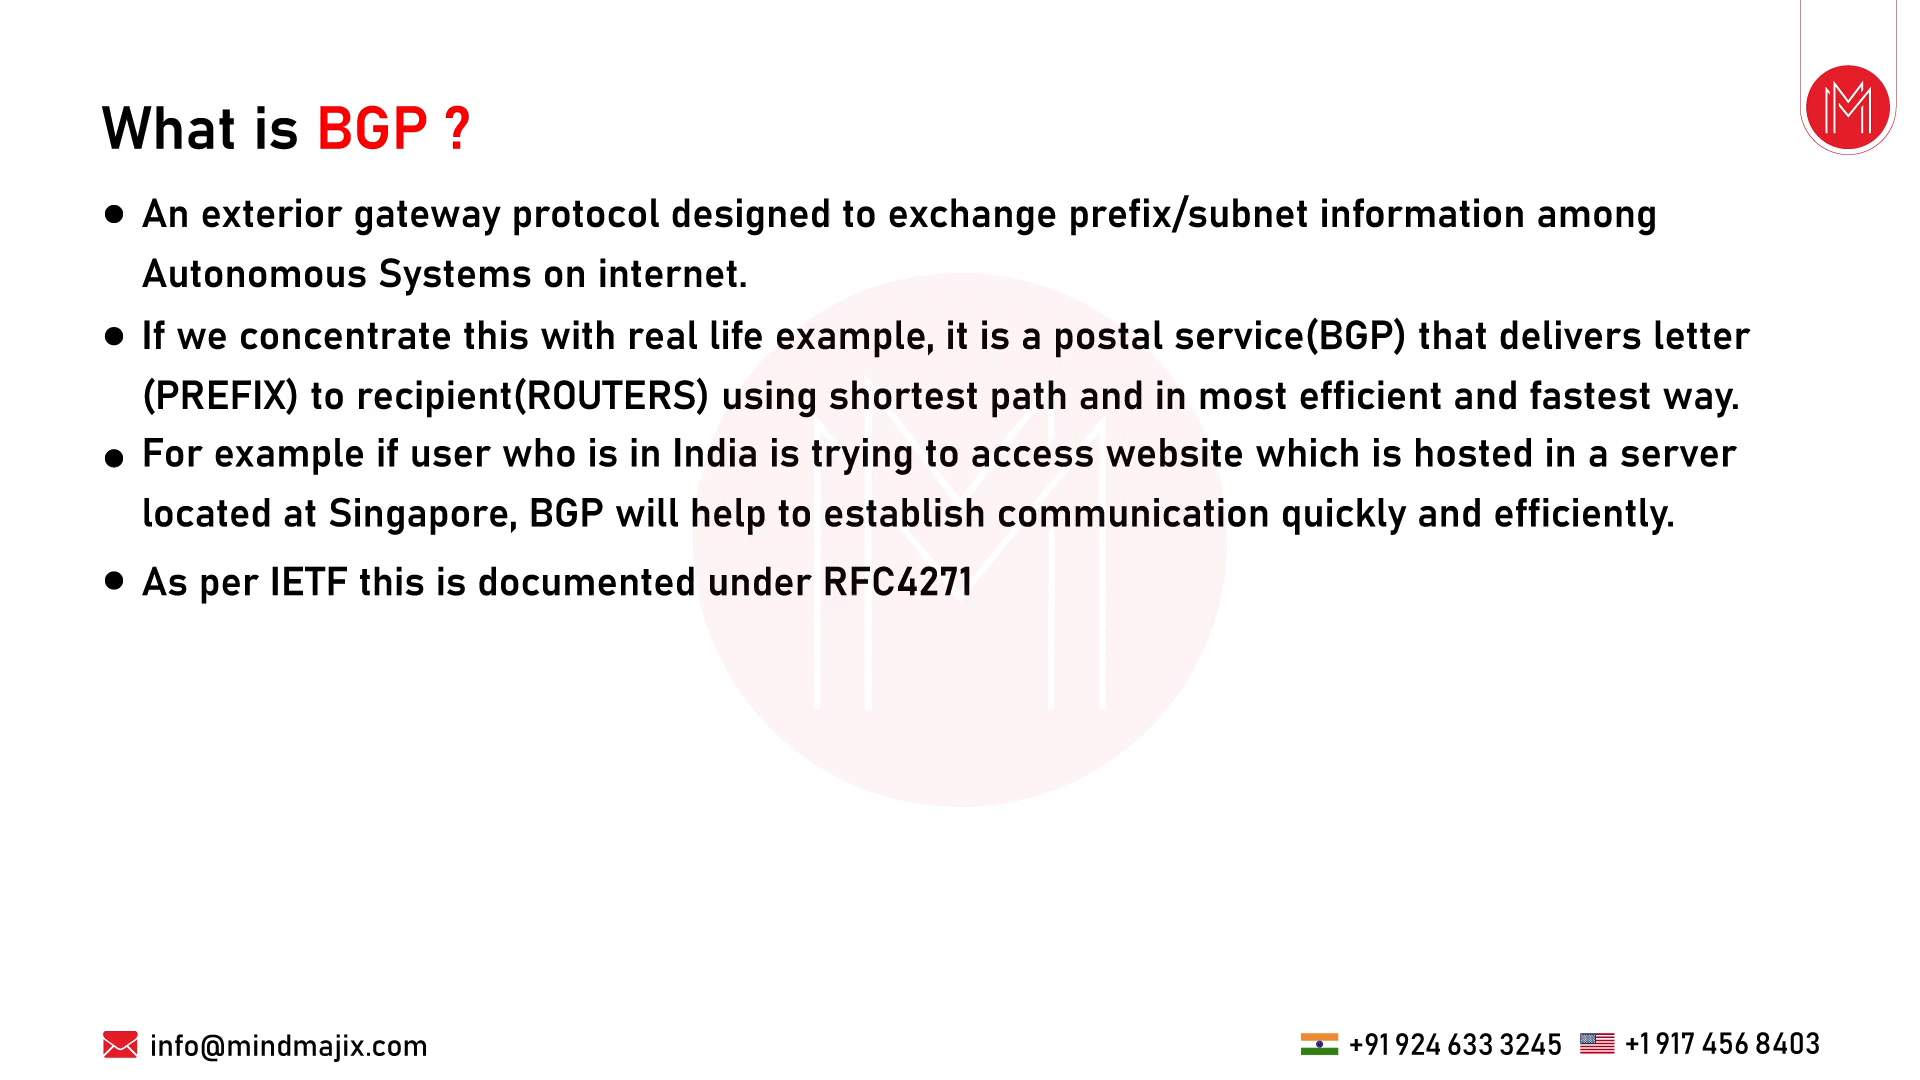 What is BGP ?
● An exterior gateway protocol designed to exchange prefix/subnet information among
Autonomous Systems on internet.
● If we concentrate this with real life example, it is a postal service(BGP) that delivers letter
(PREFIX) to recipient(ROUTERS) using shortest path and in most efficient and fastest way.
● For example if user who is in India is trying to access website which is hosted in a server
located at Singapore, BGP will help to establish communication quickly and efficiently.
● As per IETF this is documented under RFC4271
info@mindmajix.com
+91 924 633 3245
+1 917 456 8403